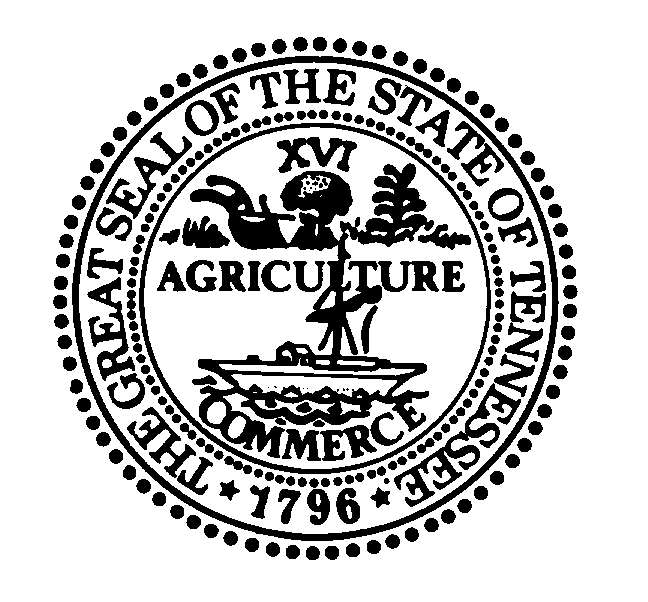 THE GREAT SEAL OF THE STATE OF TENNESSEE
XVI
AGRICULTURE
COMMERCE
1796